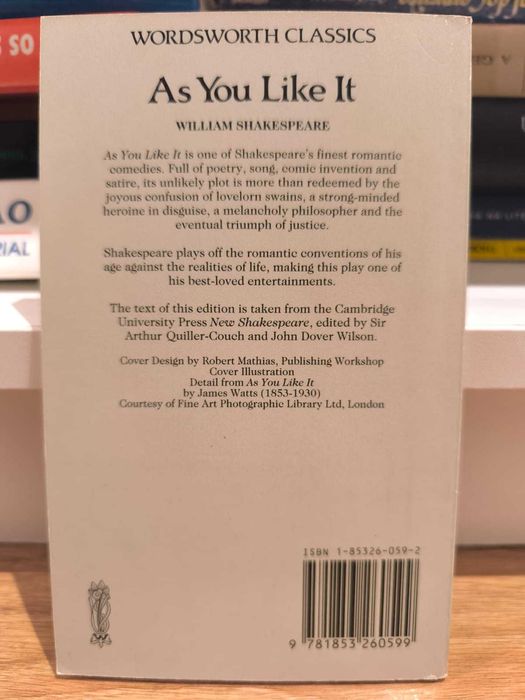 WORDSWORTH CLASSICS
As You Like It
WILLIAM SHAKESPEARE
As You Like It is one of Shakespeare's finest romantic
comedies. Full of poetry, song, comic invention and
satire, its unlikely plot is more than redeemed by the
joyous confusion of lovelorn swains, a strong-minded
heroine in disguise, a melancholy philosopher and the
eventual triumph of justice.
Shakespeare plays off the romantic conventions of his
age against the realities of life, making this play one of
his best-loved entertainments.
The text of this edition is taken from the Cambridge
University Press New Shakespeare, edited by Sir
Arthur Quiller-Couch and John Dover Wilson.
Cover Design by Robert Mathias, Publishing Workshop
Cover Illustration
Detail from As You Like It
by James Watts (1853-1930)
Courtesy of Fine Art Photographic Library Ltd, London
ISBN 1-85326-059-2
9 781853 260599
W
SO
AO
IAL